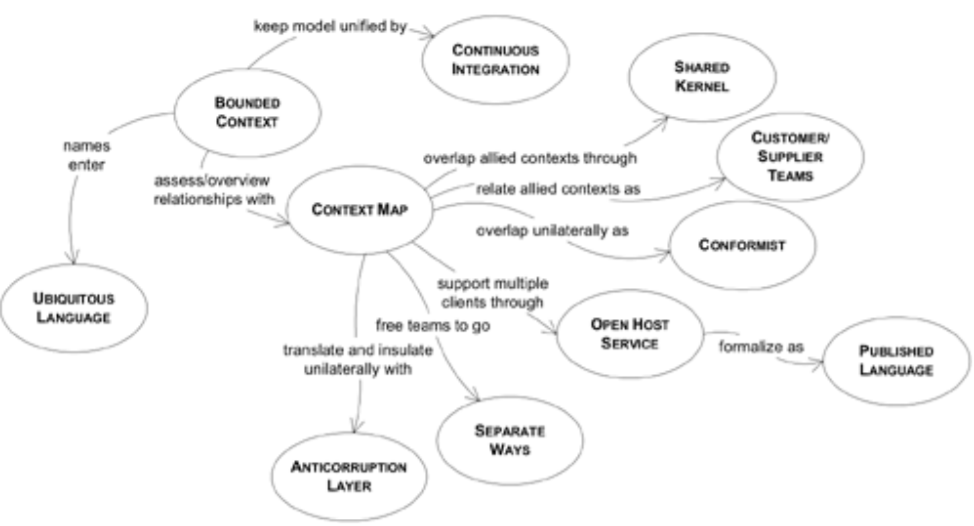 keep model unified by
CONTINUOUS
INTEGRATION
SHARED
KERNEL
BOUNDED
CONTEXT
names
enter
CUSTOMER/
SUPPLIER
TEAMS
overlap allied contexts through
assess/overview
relationships with
relate allied contexts as
CONTEXT MAP
overlap unilaterally as
CONFORMIST
UBIQUITOUS
LANGUAGE
support multiple
clients through
free teams to go
OPEN HOST
SERVICE
translate and insulate
unilaterally with
formalize as
PUBLISHED
LANGUAGE
SEPARATE
WAYS
ANTICORRUPTION
LAYER